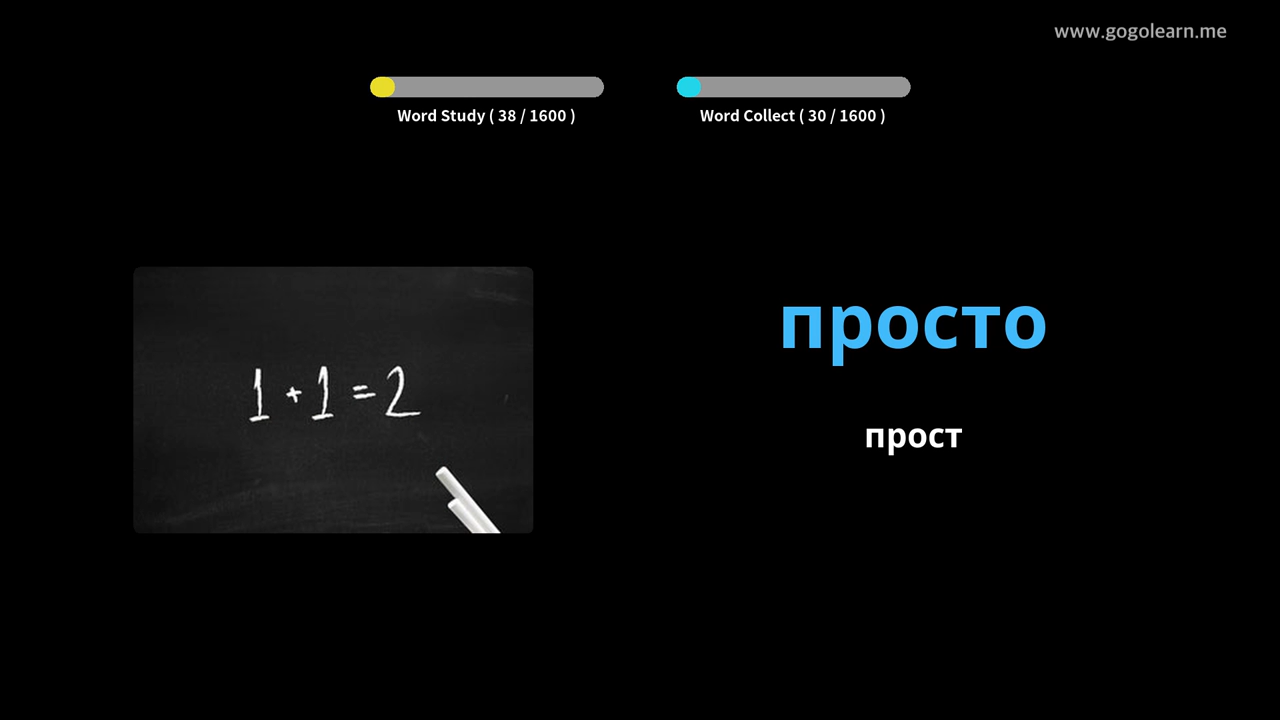 www.gogolearn.me
Word Study ( 38 / 1600 )
Word Collect ( 30 / 1600 )
1 + 1 = 2
просто
прост